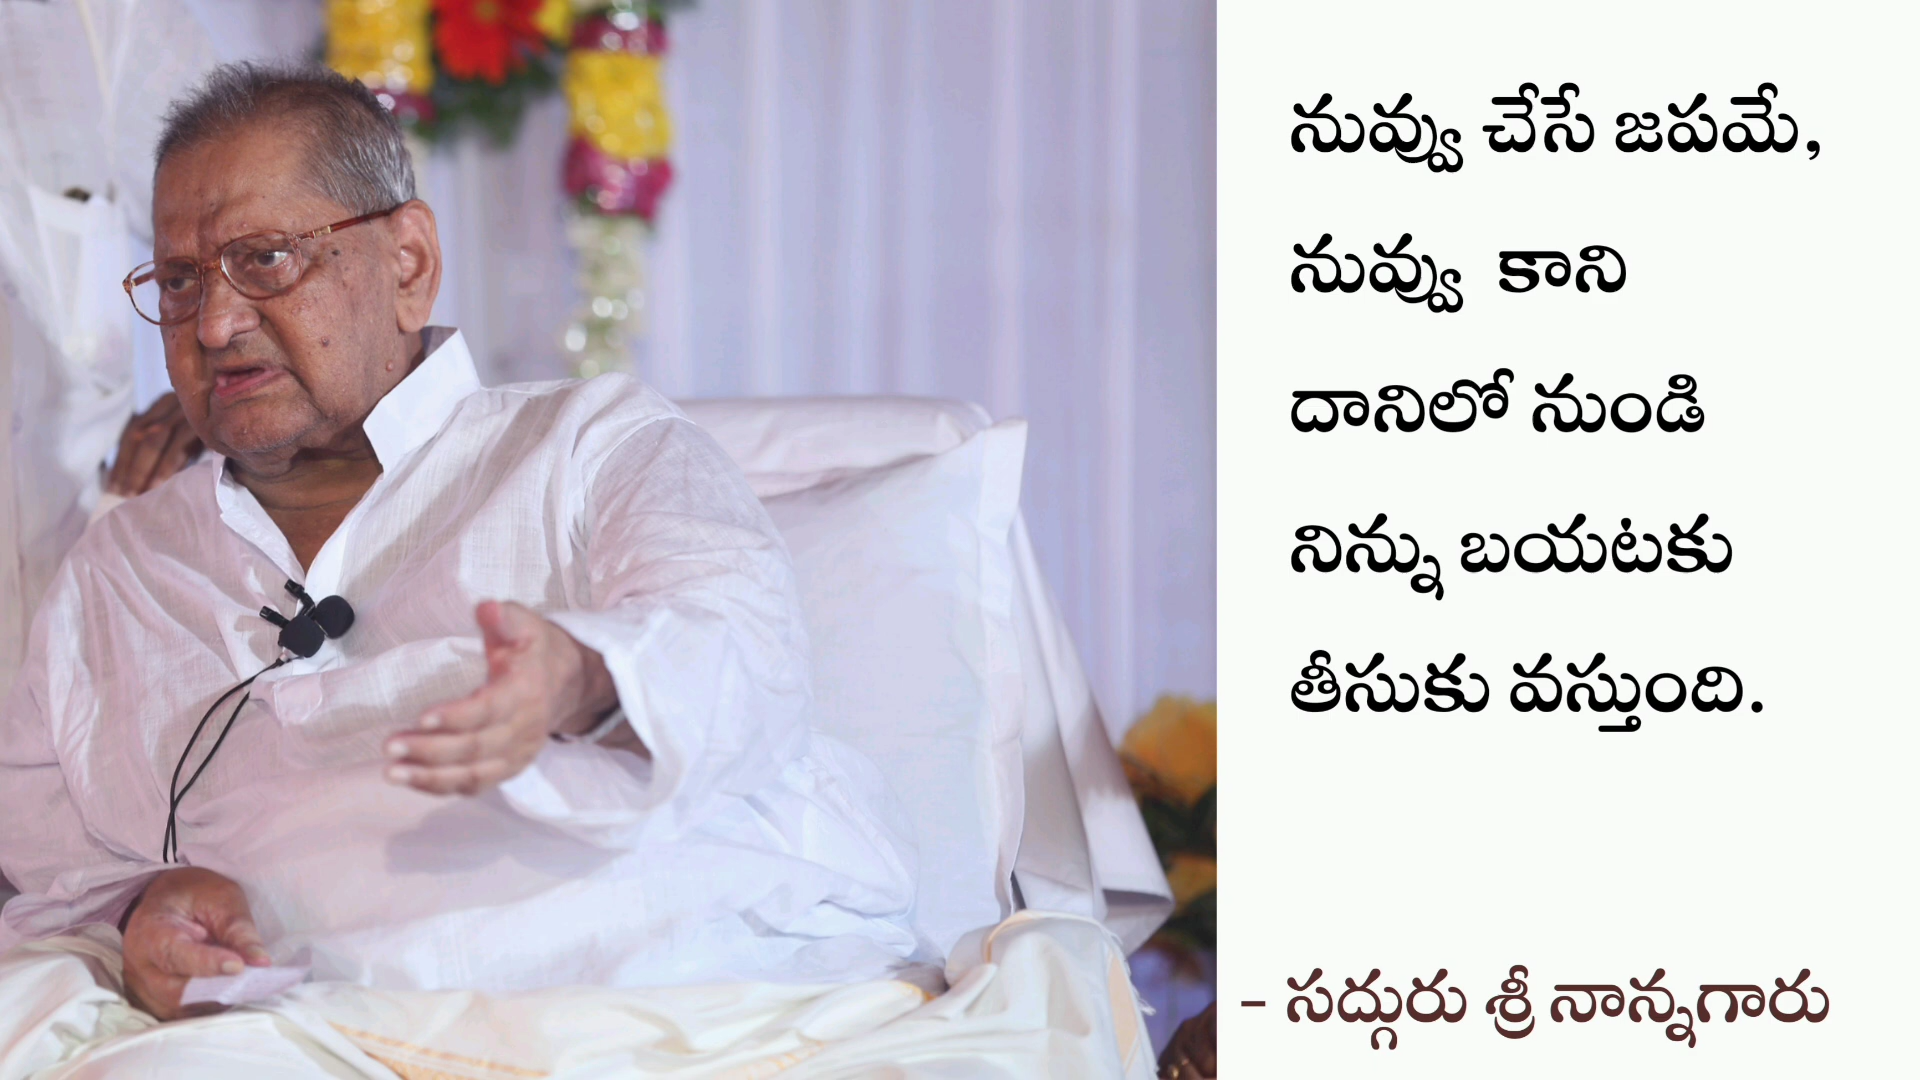 నువ్వు చేసే జపమే,
నువ్వు కాని
దానిలో నుండి
నిన్ను బయటకు
తీసుకు వస్తుంది.
- సద్గురు శ్రీ నాన్నగారు